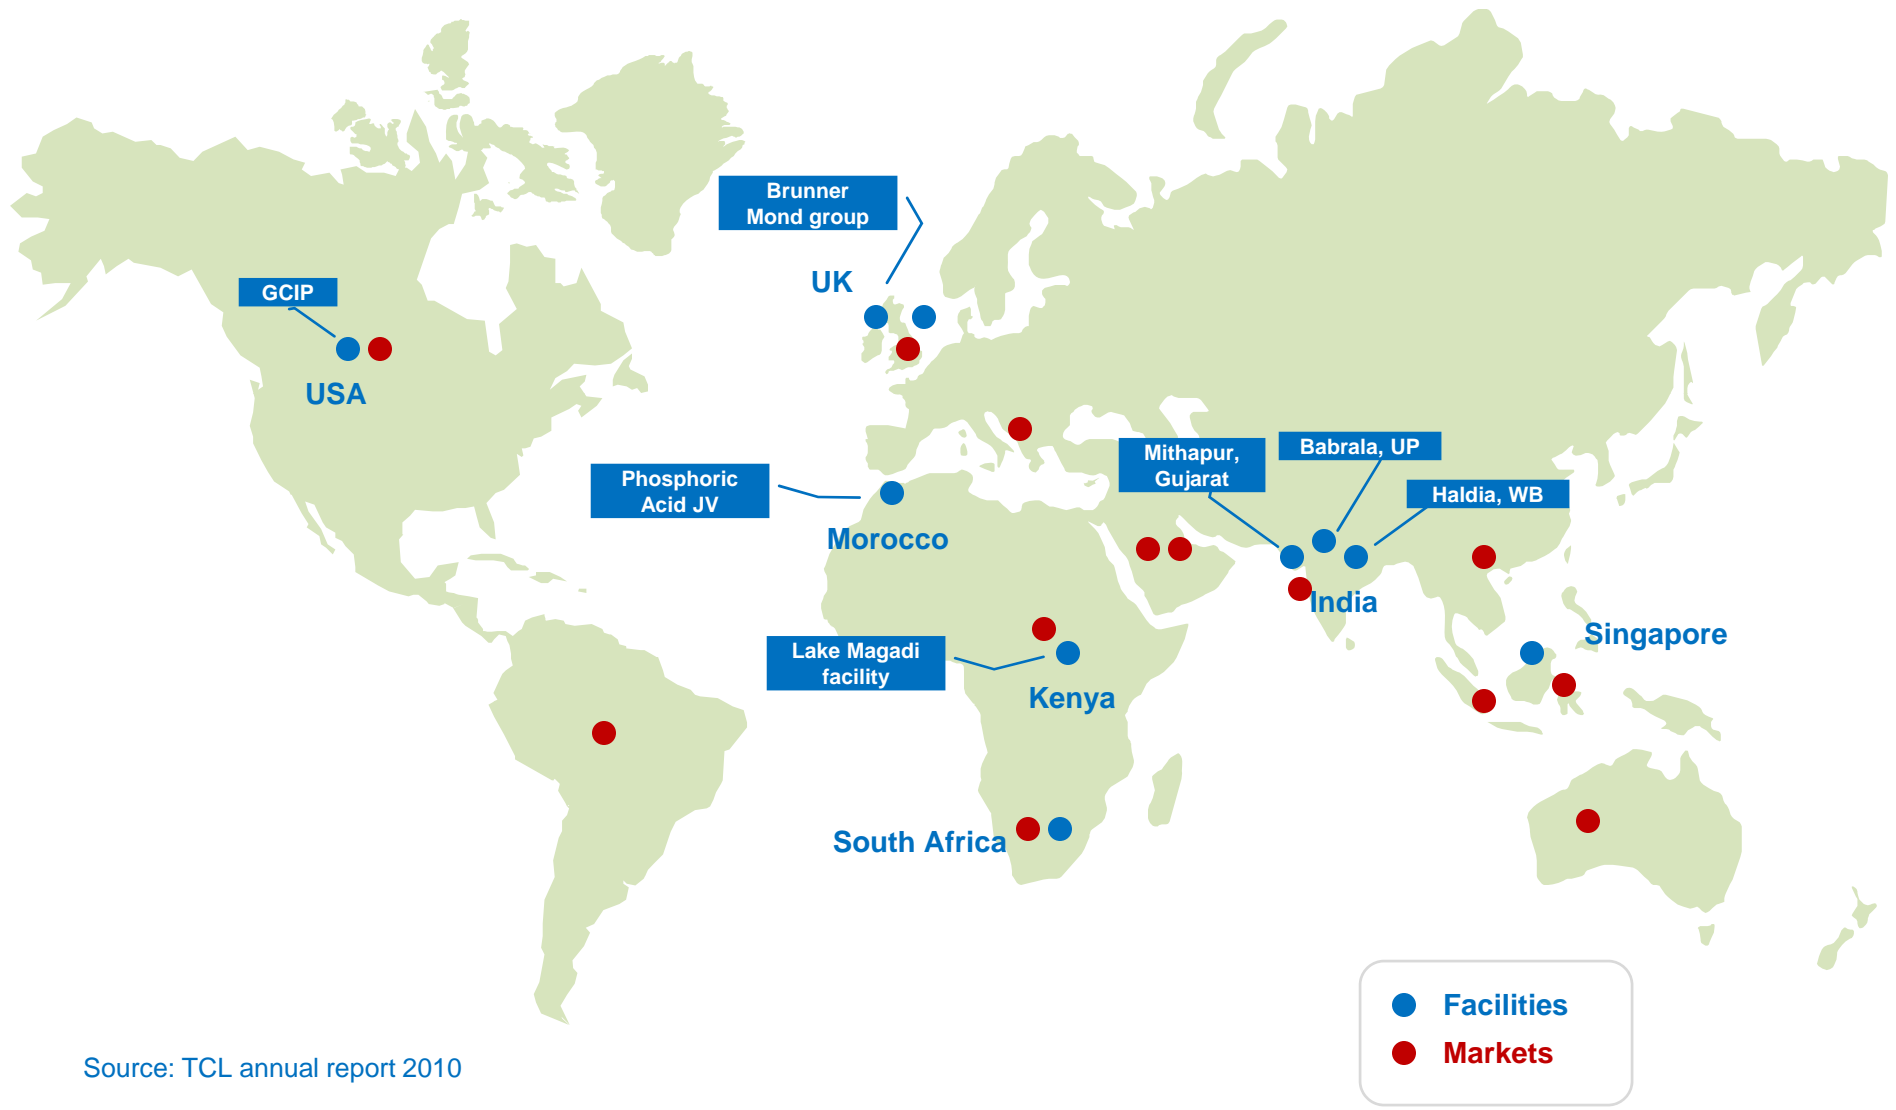 Brunner
Mond group
UK
GCIP
USA
Mithapur,
Gujarat
Babrala, UP
Haldia, WB
Phosphoric
Acid JV
Morocco
India
Singapore
Lake Magadi
facility
Kenya
South Africa
Facilities
Markets
Source: TCL annual report 2010